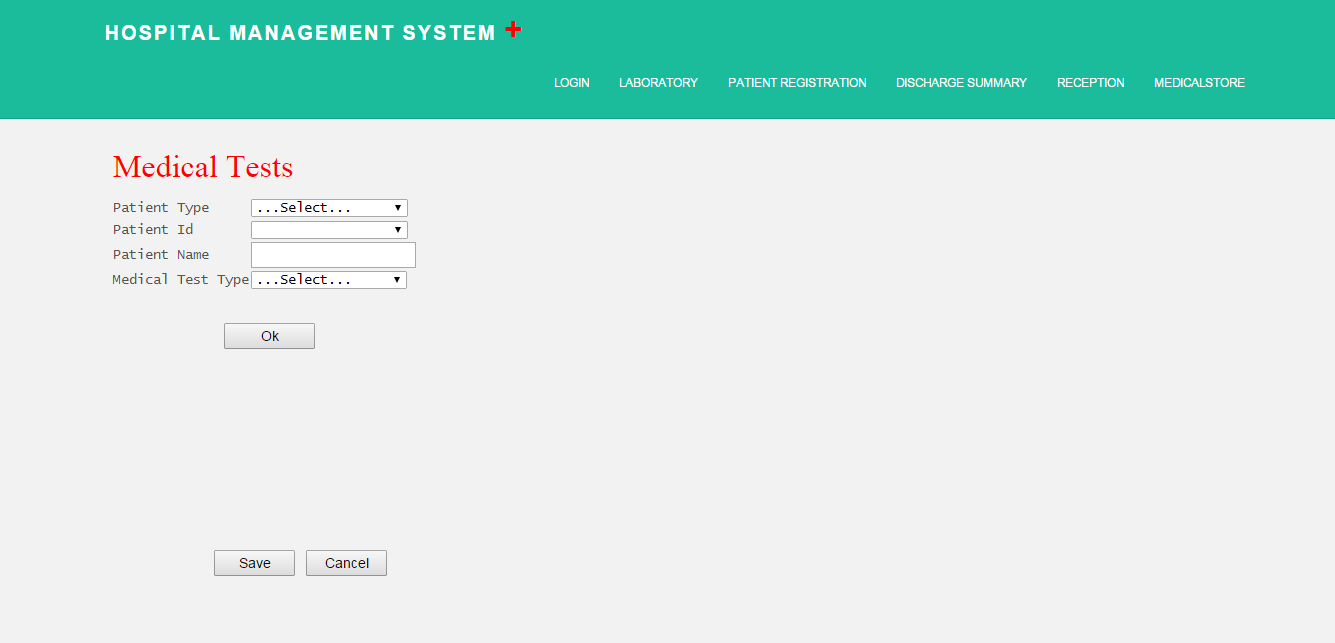 HOSPITAL MANAGEMENT SYSTEM +
LOGIN LABORATORY PATIENT REGISTRATION DISCHARGE SUMMARY RECEPTION MEDICALSTORE
Medical Tests
Patient Type ...Select...
Patient Id
Patient Name
Medical Test Type ...Select...
Ok
Save Cancel